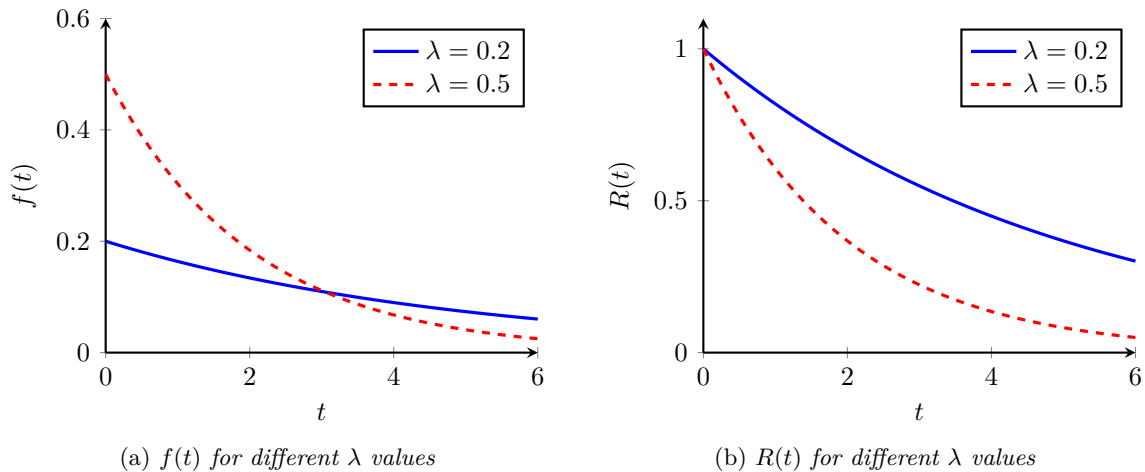 0.6
0.4
0.2
0
f(t)
0
2
4
6
t
λ = 0.2
λ = 0.5
(a) f(t) for different λ values
1
0.5
0
R(t)
0
2
4
6
t
λ = 0.2
λ = 0.5
(b) R(t) for different λ values